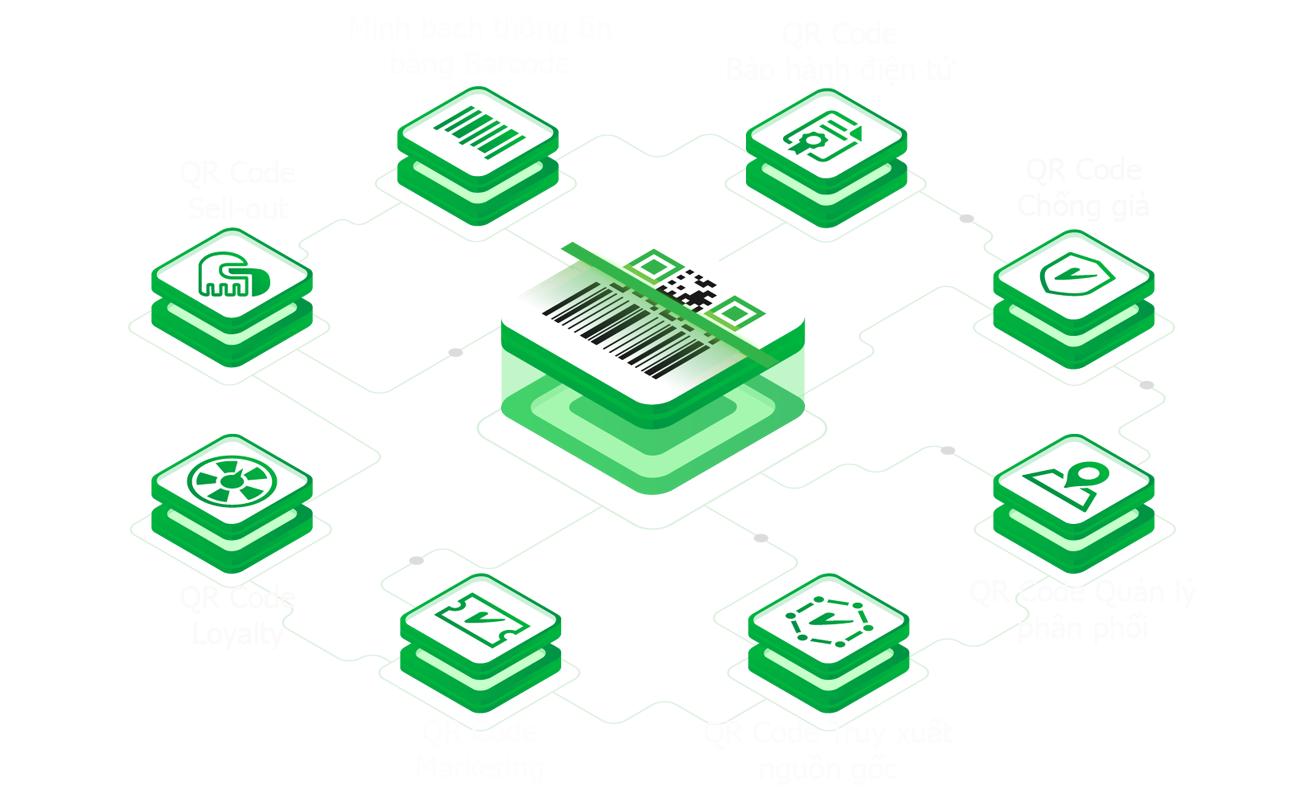 Minh bạch thông tin
bằng Barcode
QR Code
Bảo hành điện tử
QR Code
Sell-out
QR Code
Chống giả
QR Code
Loyalty
QR Code Quản lý
phân phối
QR Code
Marketing
QR Code Truy xuất
nguồn gốc